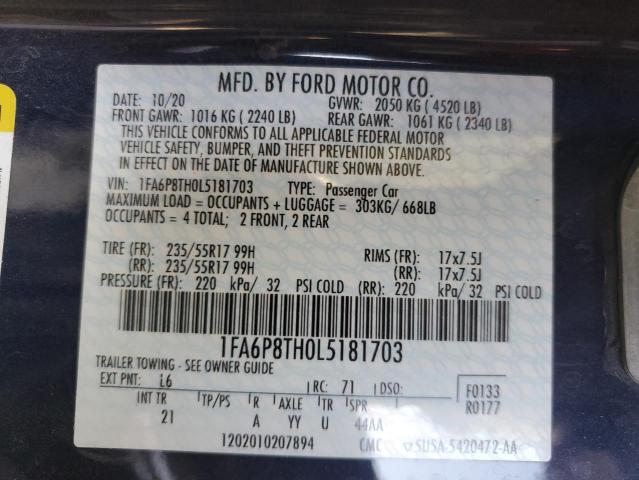 MFD. BY FORD MOTOR CO.
DATE: 10/20 GVWR: 2050 KG ( 4520 LB)
FRONT GAWR: 1016 KG ( 2240 LB) REAR GAWR: 1061 KG ( 2340 LB)
THIS VEHICLE CONFORMS TO ALL APPLICABLE FEDERAL MOTOR
VEHICLE SAFETY, BUMPER, AND THEFT PREVENTION STANDARDS
IN EFFECT ON THE DATE OF MANUFACTURE SHOWN ABOVE.
VIN: 1FA6P8TH0L5181703 TYPE: Passenger Car
MAXIMUM LOAD = OCCUPANTS + LUGGAGE = 303KG/ 668LB
OCCUPANTS = 4 TOTAL; 2 FRONT, 2 REAR
TIRE (FR): 235/55R17 99H RIMS (FR): 17x7.5J
(RR): 235/55R17 99H (RR): 17x7.5J
PRESSURE (FR): 220 kPa/ 32 PSI COLD (RR): 220 kPa/ 32 PSI COLD
1FA6P8TH0L5181703
TRAILER TOWING - SEE OWNER GUIDE
EXT PNT: L6 RC: 71 DSO: F0133
R0177
INT TR TP/PS R AXLE TR SPR
21 A YY U 44AA
1202010207894 CMC SU5A-5420472-AA